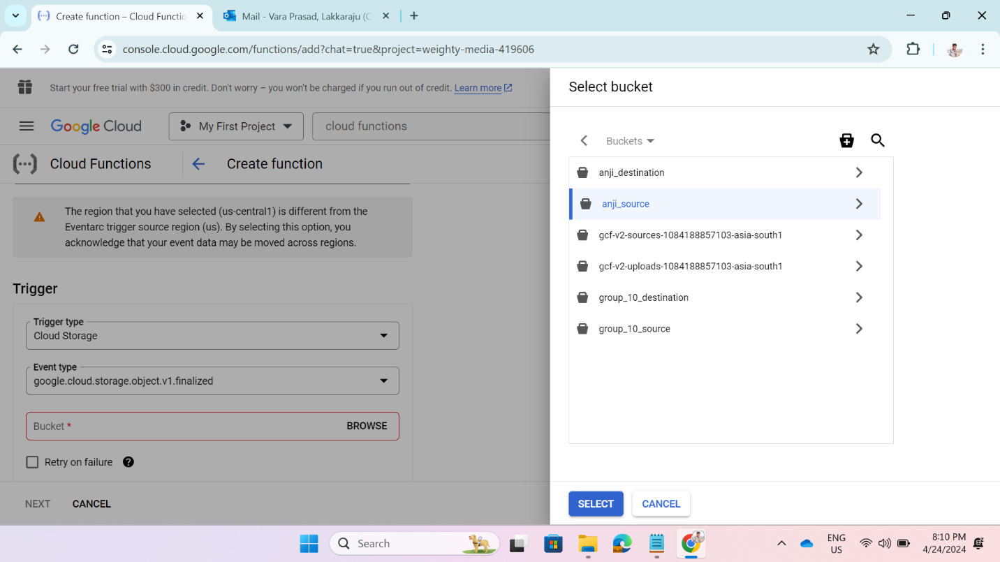 Create function – Cloud Functio
Mail - Vara Prasad, Lakkaraju (C
console.cloud.google.com/functions/add?chat=true&project=weighty-media-419606
Start your free trial with $300 in credit. Don't worry – you won't be charged if you run out of credit. Learn more
Google Cloud
My First Project
cloud functions
Cloud Functions
Create function
The region that you have selected (us-central1) is different from the
Eventarc trigger source region (us). By selecting this option, you
acknowledge that your event data may be moved across regions.
Trigger
Trigger type
Cloud Storage
Event type
google.cloud.storage.object.v1.finalized
Bucket *
BROWSE
Retry on failure
NEXT
CANCEL
Select bucket
Buckets
anji_destination
anji_source
gcf-v2-sources-1084188857103-asia-south1
gcf-v2-uploads-1084188857103-asia-south1
group_10_destination
group_10_source
SELECT
CANCEL
Search
ENG
US
8:10 PM
4/24/2024